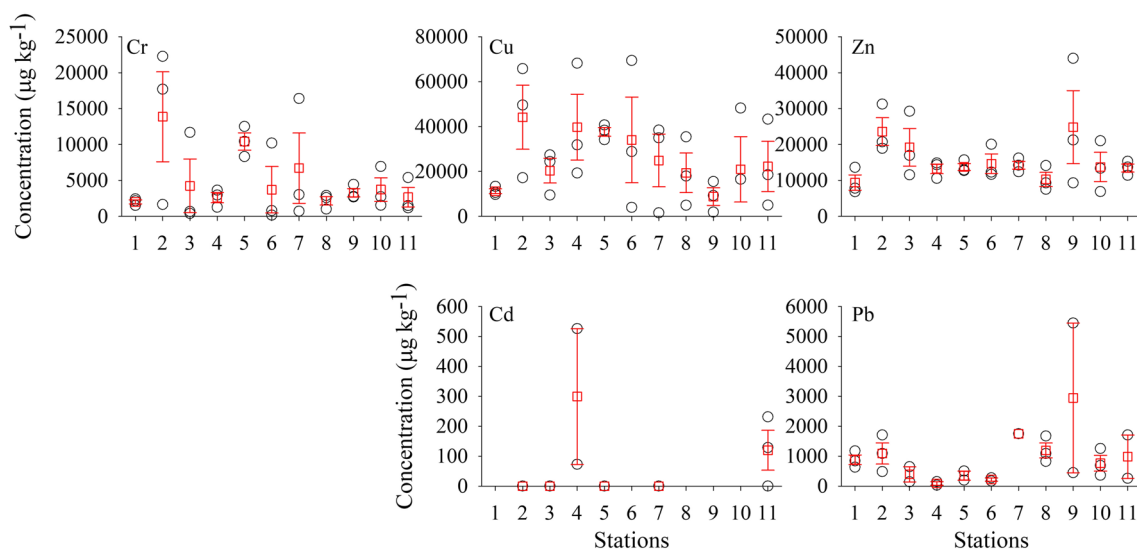 Cr
Cu
Zn
Concentration (µg kg-1)
25000
20000
15000
10000
5000
0
80000
60000
40000
20000
0
50000
40000
30000
20000
10000
0
1 2 3 4 5 6 7 8 9 10 11
1 2 3 4 5 6 7 8 9 10 11
1 2 3 4 5 6 7 8 9 10 11
Cd
Pb
Concentration (µg kg-1)
600
500
400
300
200
100
0
6000
5000
4000
3000
2000
1000
0
1 2 3 4 5 6 7 8 9 10 11
1 2 3 4 5 6 7 8 9 10 11
Stations
Stations